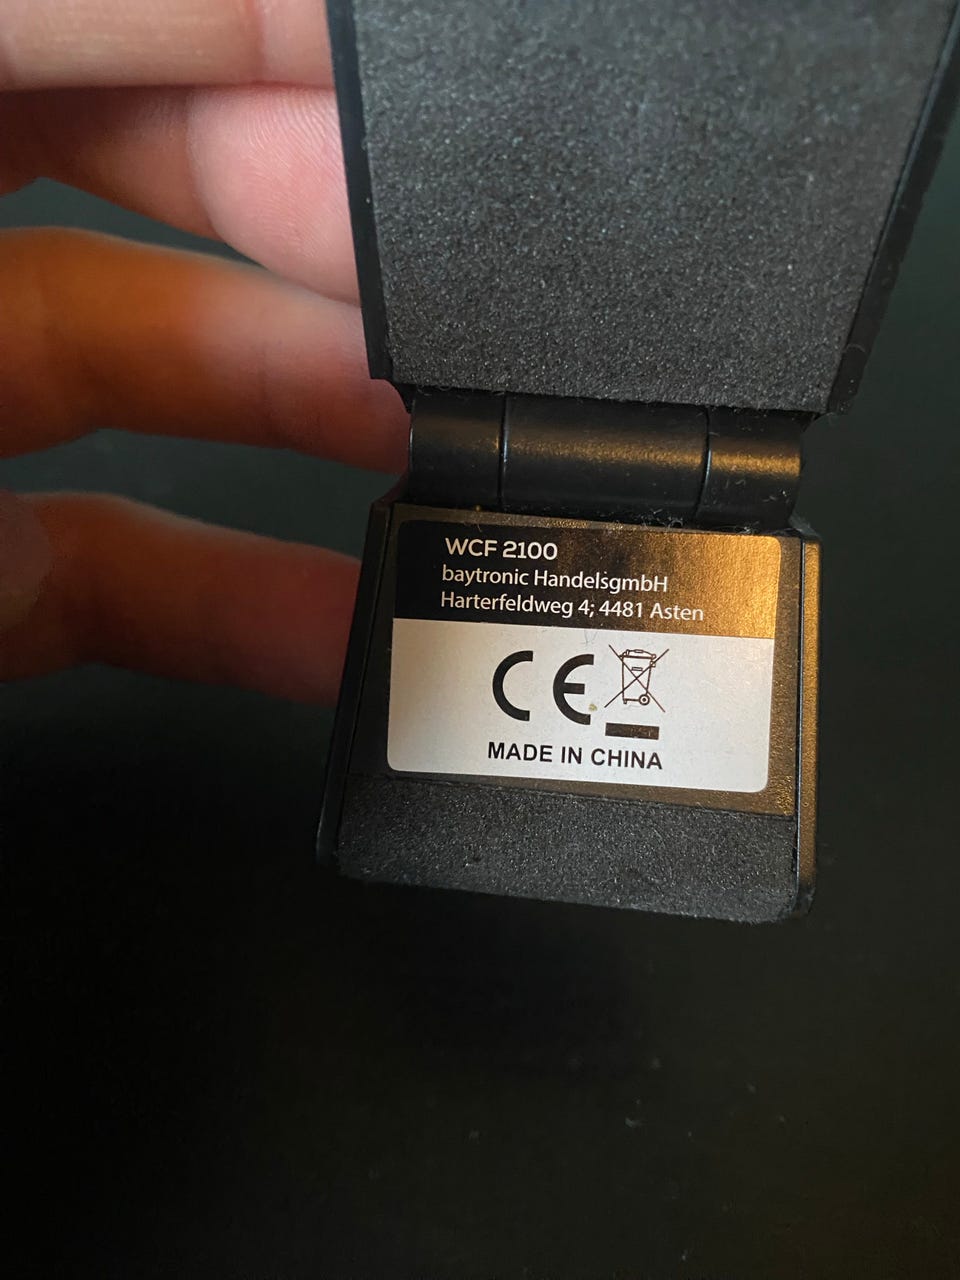 WCF 2100
baytronic HandelsgmbH
Harterfeldweg 4; 4481 Asten
CE
MADE IN CHINA